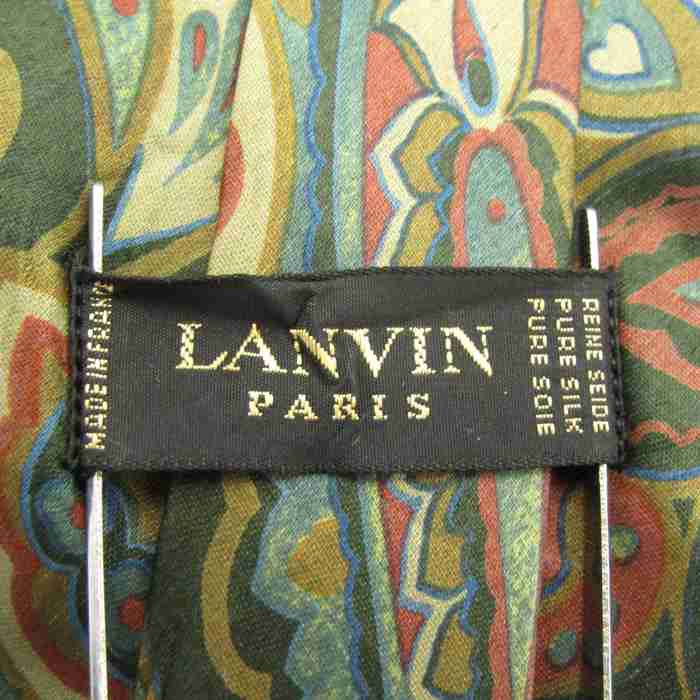 MADE IN FRANCE
LANVIN
PARIS
REINE SEIDE
PURE SILK
PURE SOIE